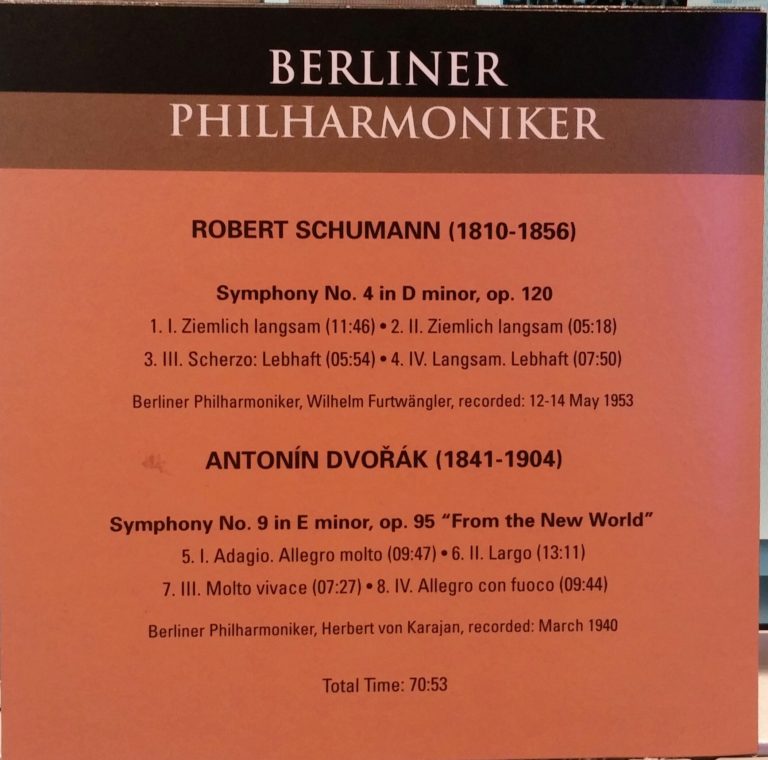 BERLINER
PHILHARMONIKER
ROBERT SCHUMANN (1810-1856)
Symphony No. 4 in D minor, op. 120
1. I. Ziemlich langsam (11:46) • 2. II. Ziemlich langsam (05:18)
3. III. Scherzo: Lebhaft (05:54) • 4. IV. Langsam. Lebhaft (07:50)
Berliner Philharmoniker, Wilhelm Furtwängler, recorded: 12-14 May 1953
ANTONÍN DVOŘÁK (1841-1904)
Symphony No. 9 in E minor, op. 95 “From the New World”
5. I. Adagio. Allegro molto (09:47) • 6. II. Largo (13:11)
7. III. Molto vivace (07:27) • 8. IV. Allegro con fuoco (09:44)
Berliner Philharmoniker, Herbert von Karajan, recorded: March 1940
Total Time: 70:53